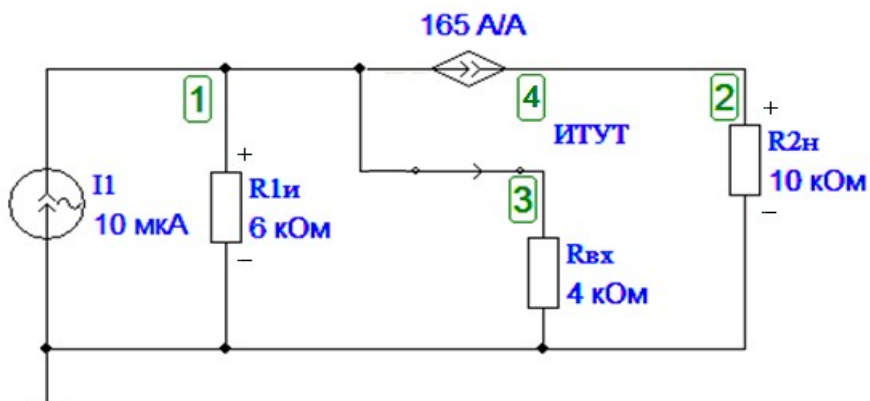 165 A/A
1
4
2
ИТУТ
R2н
10 кОм
I1
10 мкА
R1и
6 кОм
3
Rвх
4 кОм